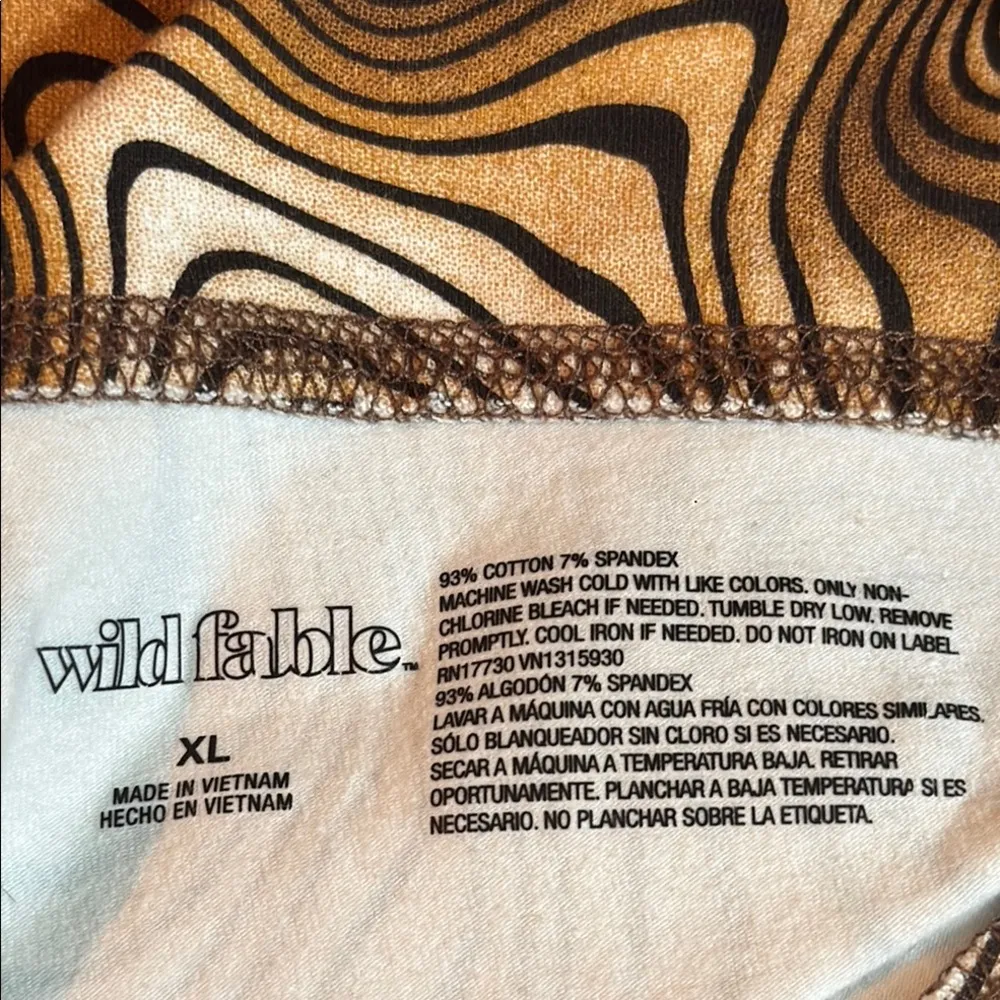 wild fable™
XL
MADE IN VIETNAM
HECHO EN VIETNAM
93% COTTON 7% SPANDEX
MACHINE WASH COLD WITH LIKE COLORS. ONLY NON-
CHLORINE BLEACH IF NEEDED. TUMBLE DRY LOW. REMOVE
PROMPTLY. COOL IRON IF NEEDED. DO NOT IRON ON LABEL
RN17730 VN1315930
93% ALGODÓN 7% SPANDEX
LAVAR A MÁQUINA CON AGUA FRÍA CON COLORES SIMILARES.
SÓLO BLANQUEADOR SIN CLORO SI ES NECESARIO.
SECAR A MÁQUINA A TEMPERATURA BAJA. RETIRAR
OPORTUNAMENTE. PLANCHAR A BAJA TEMPERATURA SI ES
NECESARIO. NO PLANCHAR SOBRE LA ETIQUETA.